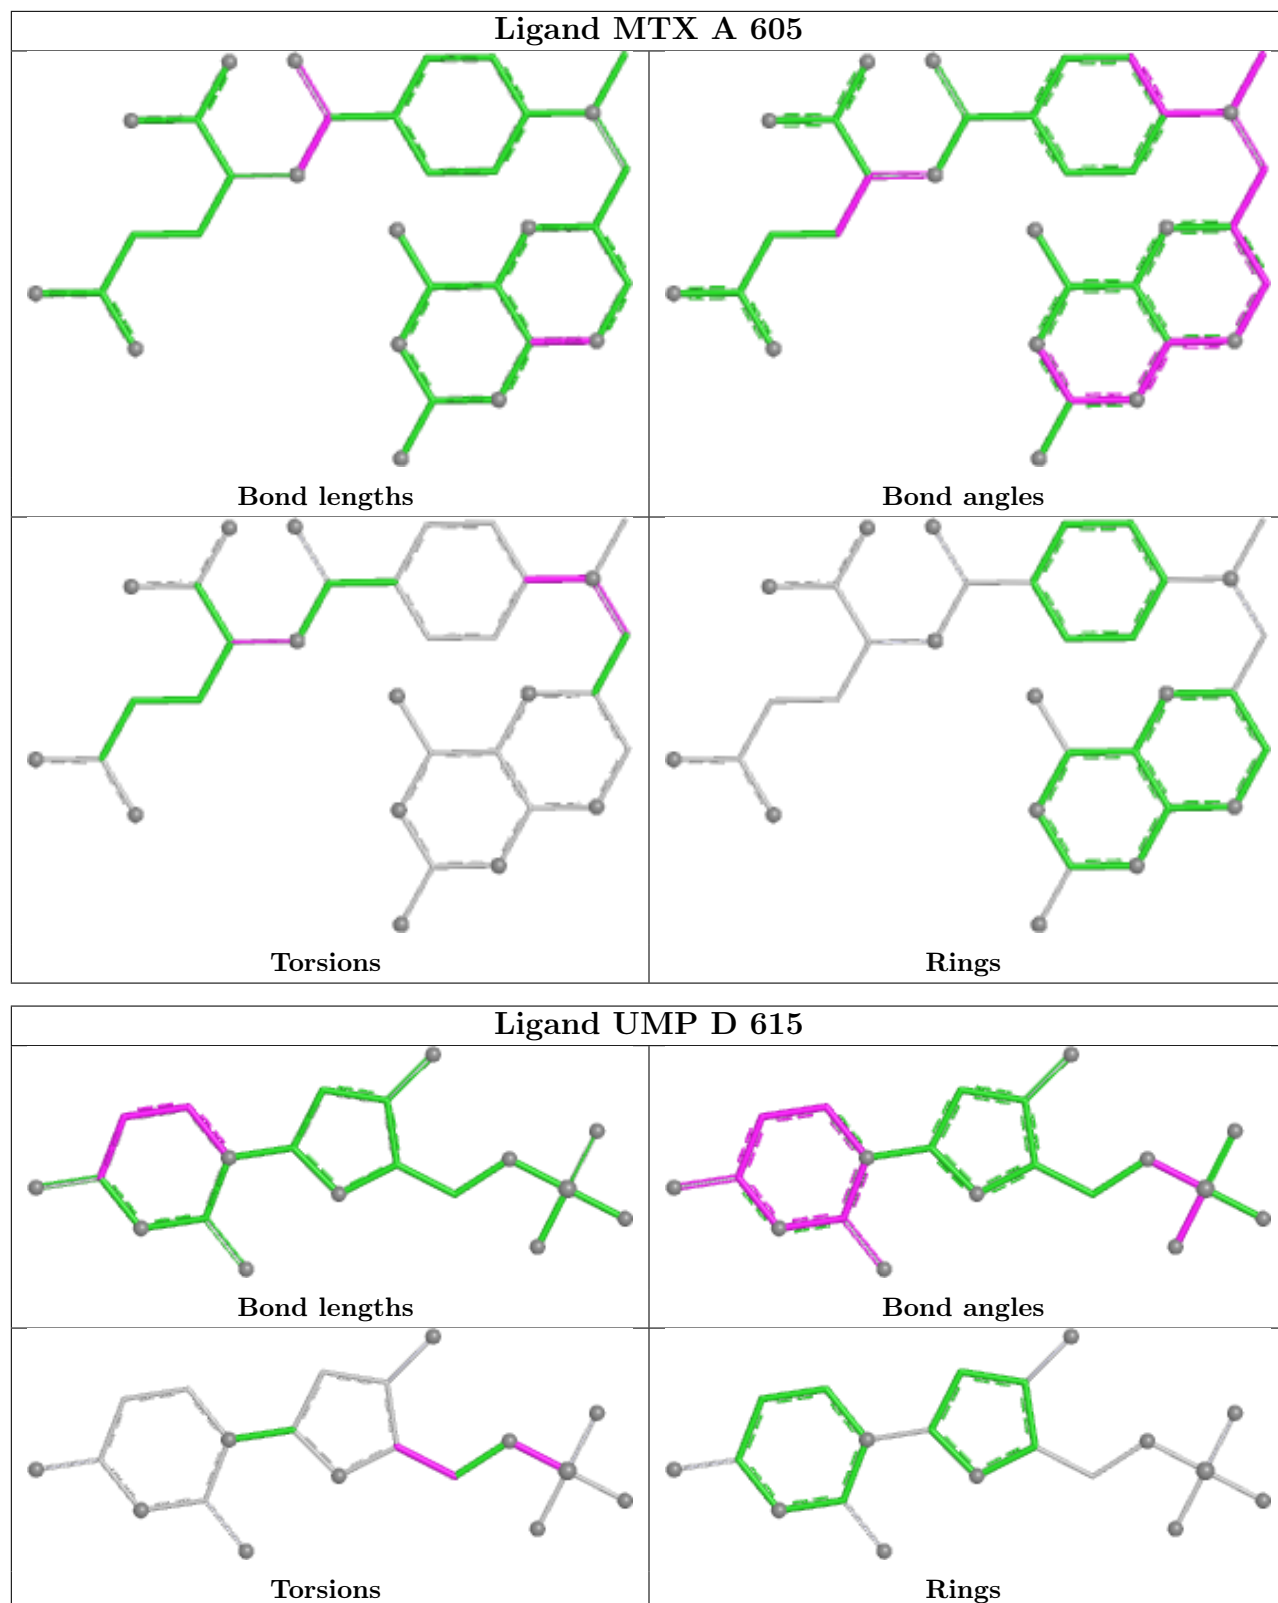 Ligand MTX A 605
Bond lengths
Bond angles
Torsions
Rings
Ligand UMP D 615
Bond lengths
Bond angles
Torsions
Rings